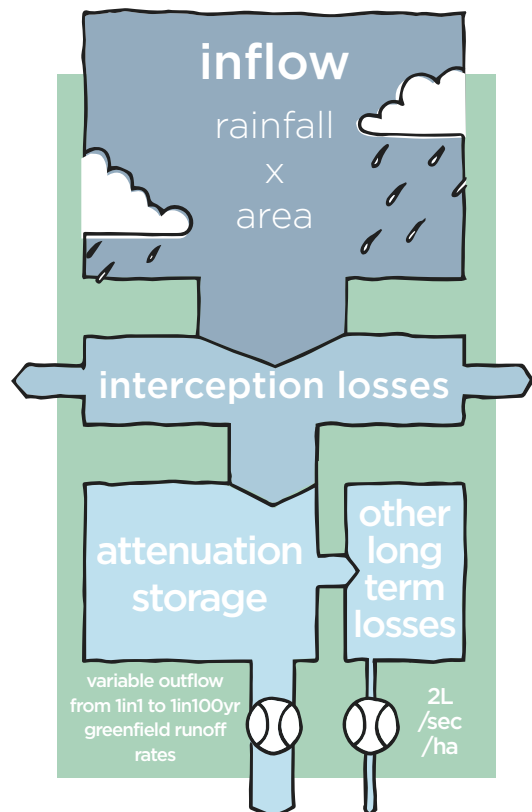 inflow
rainfall
x
area
interception losses
attenuation
storage
other
long
term
losses
variable outflow
from 1in1 to 1in100yr
greenfield runoff
rates
2L
/sec
/ha